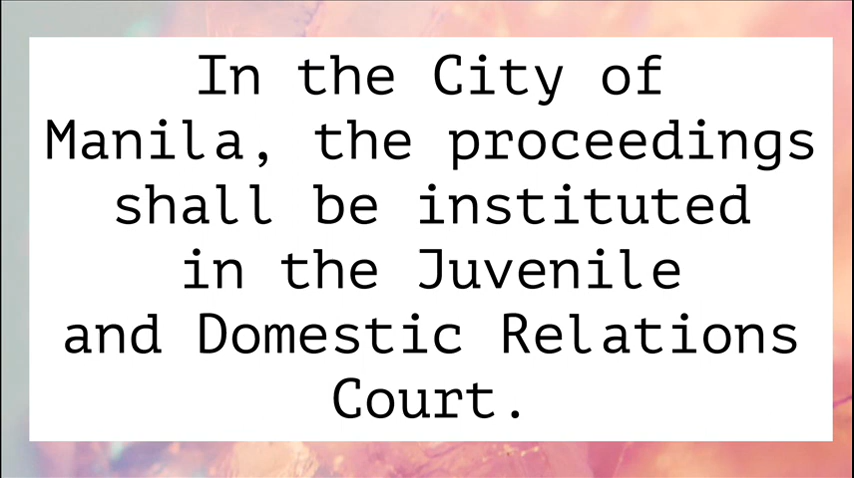 In the City of
Manila, the proceedings
shall be instituted
in the Juvenile
and Domestic Relations
Court.